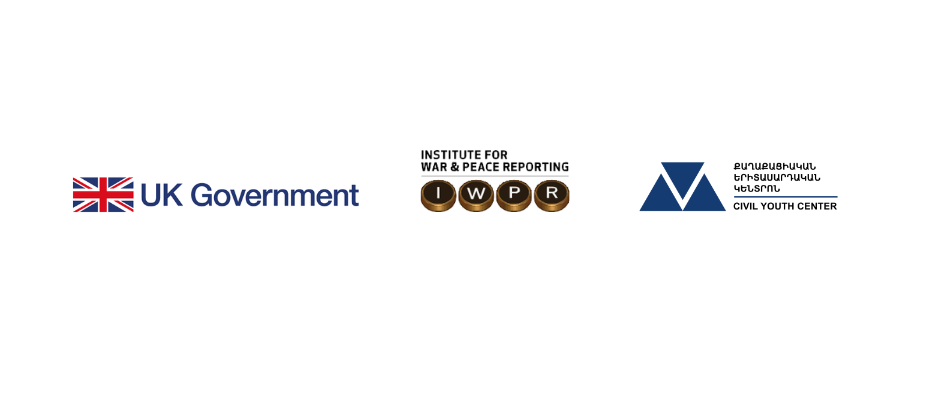 UK Government
INSTITUTE FOR
WAR & PEACE REPORTING
I W P R
ՔԱՂԱՔԱՑԻԱԿԱՆ
ԵՐԻՏԱՍԱՐԴԱԿԱՆ
ԿԵՆՏՐՈՆ
CIVIL YOUTH CENTER